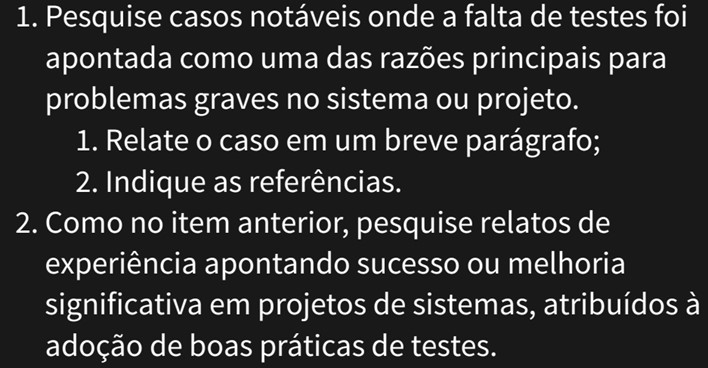 1. Pesquise casos notáveis onde a falta de testes foi
apontada como uma das razões principais para
problemas graves no sistema ou projeto.
1. Relate o caso em um breve parágrafo;
2. Indique as referências.
2. Como no item anterior, pesquise relatos de
experiência apontando sucesso ou melhoria
significativa em projetos de sistemas, atribuídos à
adoção de boas práticas de testes.